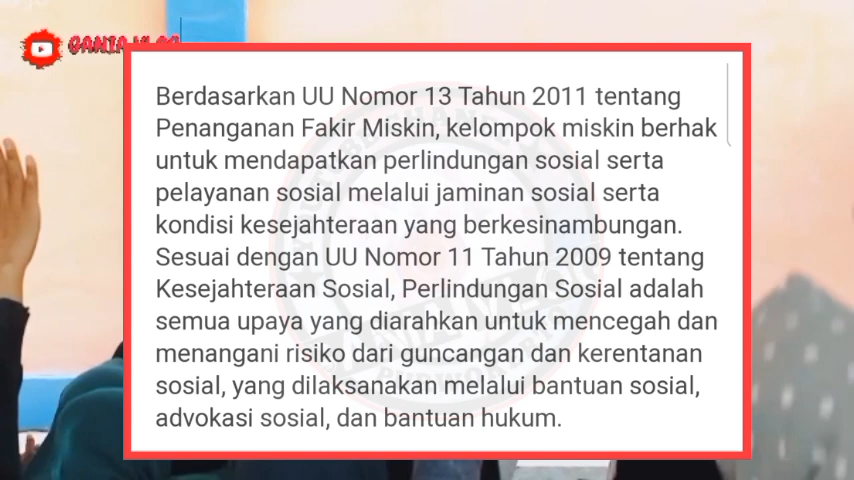 Berdasarkan UU Nomor 13 Tahun 2011 tentang
Penanganan Fakir Miskin, kelompok miskin berhak
untuk mendapatkan perlindungan sosial serta
pelayanan sosial melalui jaminan sosial serta
kondisi kesejahteraan yang berkesinambungan.
Sesuai dengan UU Nomor 11 Tahun 2009 tentang
Kesejahteraan Sosial, Perlindungan Sosial adalah
semua upaya yang diarahkan untuk mencegah dan
menangani risiko dari guncangan dan kerentanan
sosial, yang dilaksanakan melalui bantuan sosial,
advokasi sosial, dan bantuan hukum.